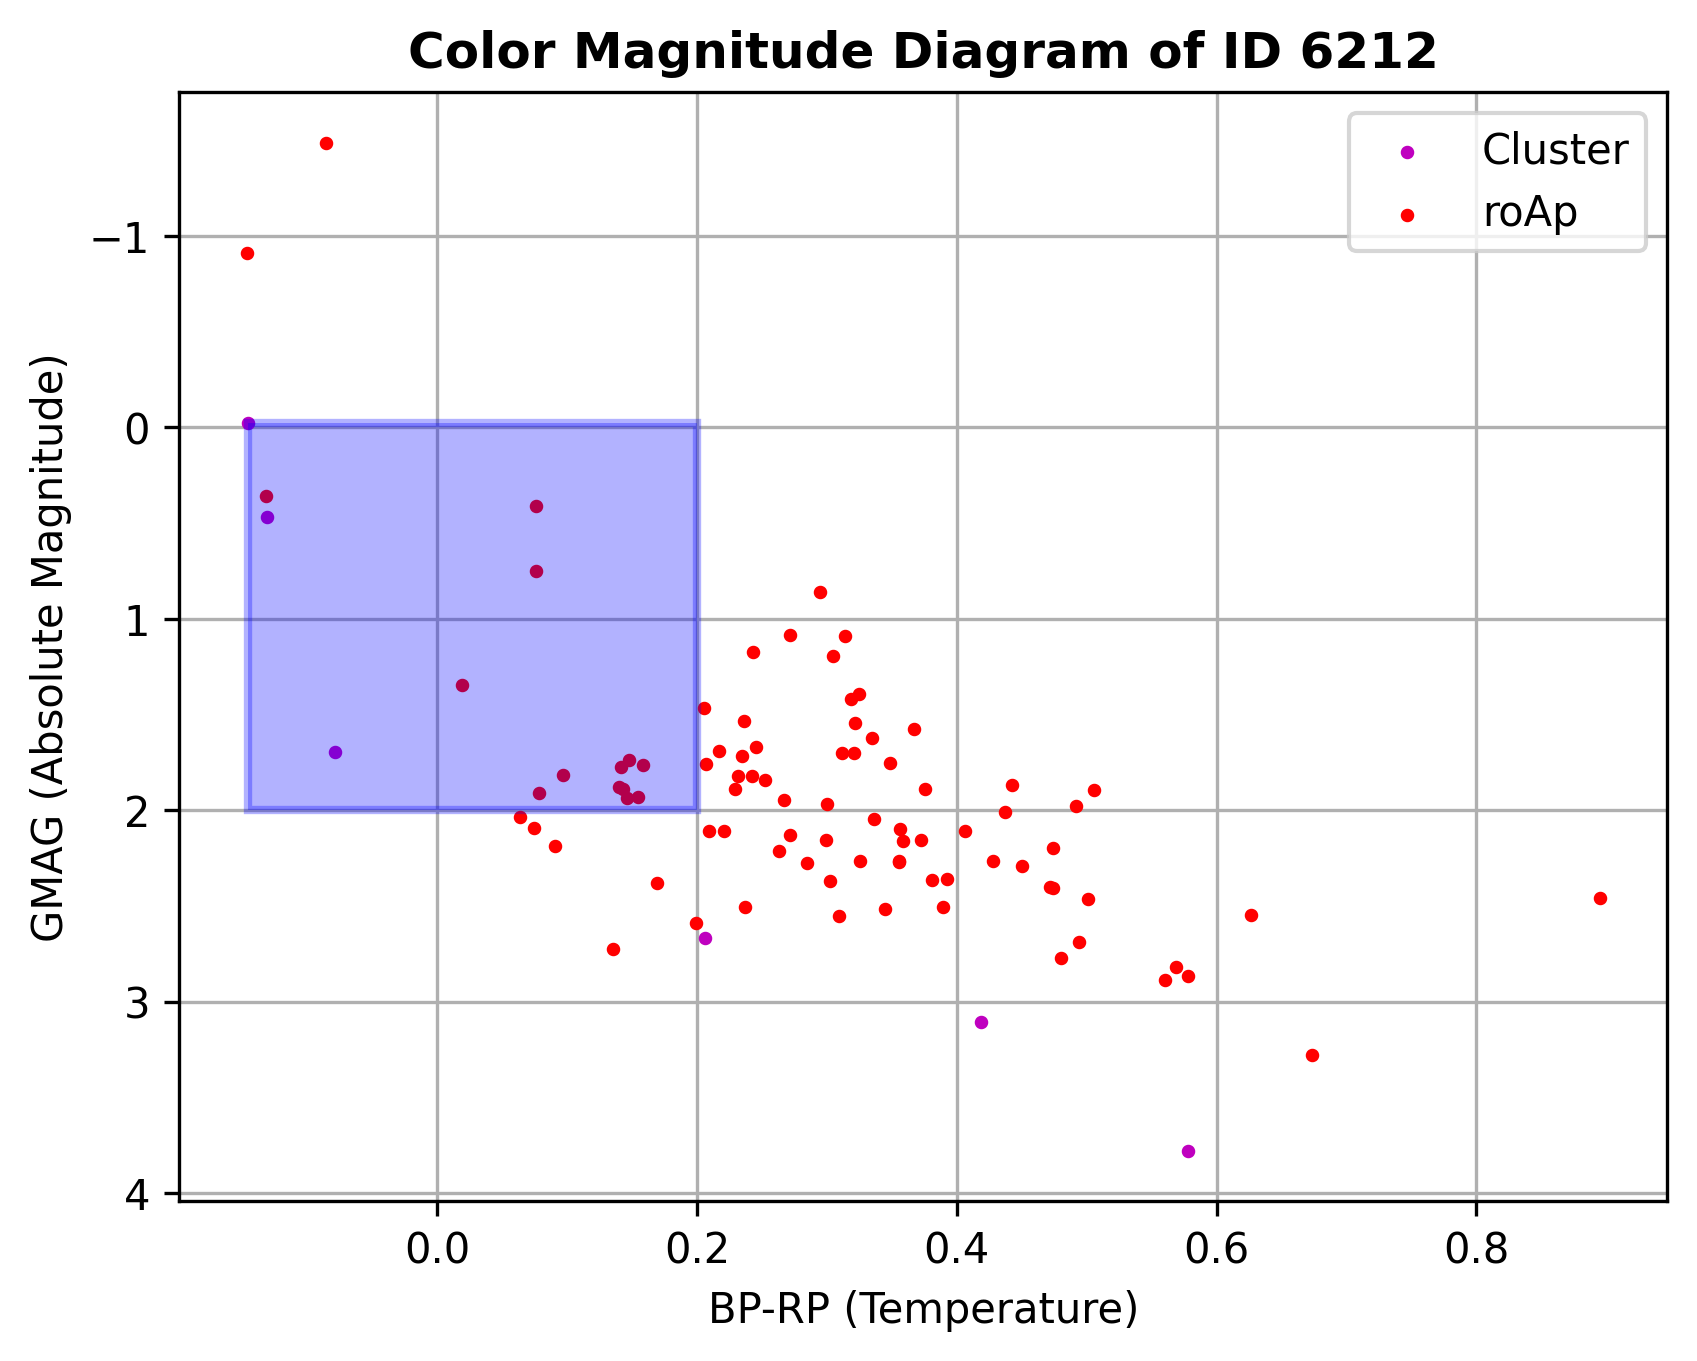 Color Magnitude Diagram of ID 6212
Cluster
roAp
GMAG (Absolute Magnitude)
−1
0
1
2
3
4
0.0 0.2 0.4 0.6 0.8
BP-RP (Temperature)